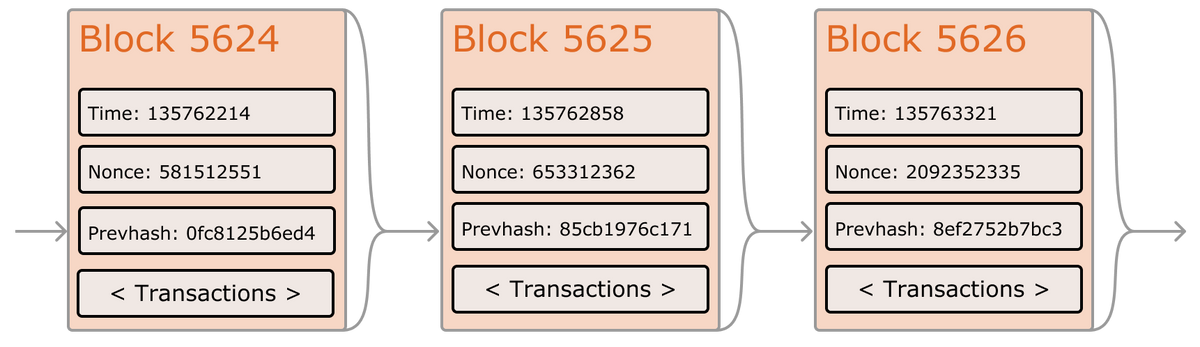 Block 5624
Time: 135762214
Nonce: 581512551
Prevhash: 0fc8125b6ed4
< Transactions >
Block 5625
Time: 135762858
Nonce: 653312362
Prevhash: 85cb1976c171
< Transactions >
Block 5626
Time: 135763321
Nonce: 2092352335
Prevhash: 8ef2752b7bc3
< Transactions >